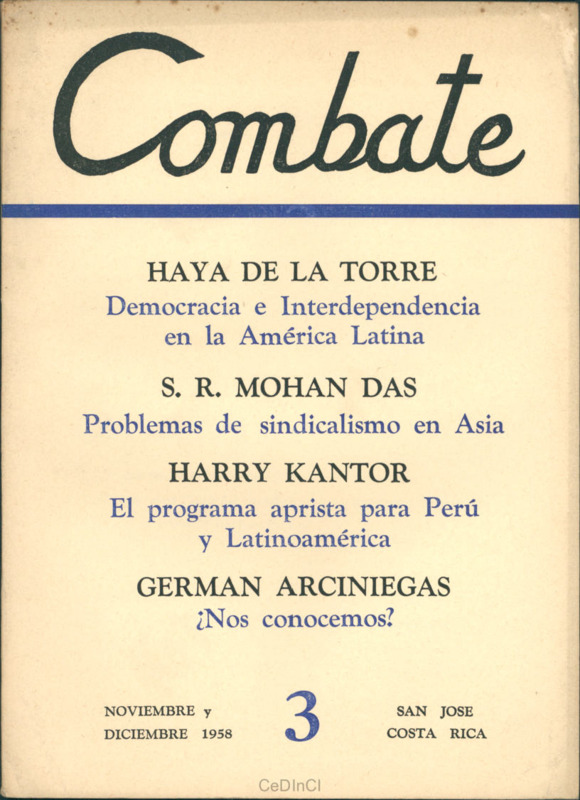 Combate
HAYA DE LA TORRE
Democracia e Interdependencia
en la América Latina
S. R. MOHAN DAS
Problemas de sindicalismo en Asia
HARRY KANTOR
El programa aprista para Perú
y Latinoamérica
GERMAN ARCINIEGAS
¿Nos conocemos?
NOVIEMBRE y
DICIEMBRE 1958
3
SAN JOSE
COSTA RICA
CeDInCI